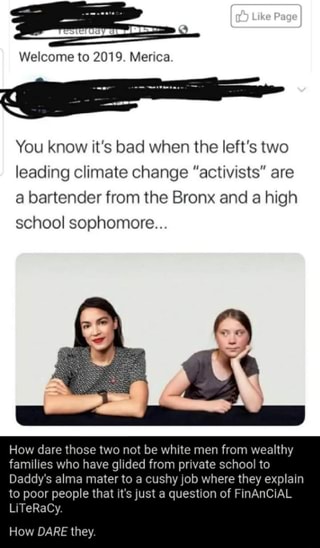 Like Page
Yesterday at
Welcome to 2019. Merica.
You know it's bad when the left's two
leading climate change "activists" are
a bartender from the Bronx and a high
school sophomore...
How dare those two not be white men from wealthy
families who have glided from private school to
Daddy's alma mater to a cushy job where they explain
to poor people that it's just a question of FinAnCiAL
LiTeRaCy.
How DARE they.